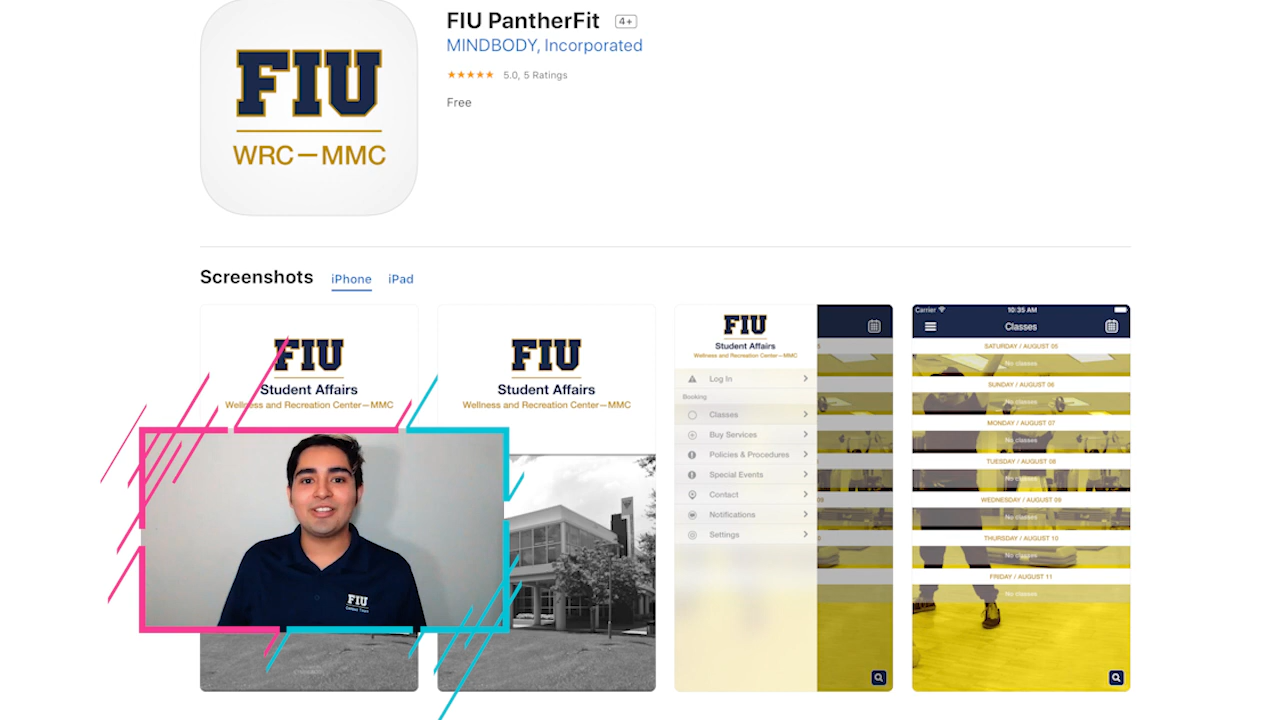 FIU
WRC—MMC
FIU PantherFit 4+
MINDBODY, Incorporated
5.0, 5 Ratings
Free
Screenshots iPhone iPad
FIU
Student Affairs
Wellness and Recreation Center—MMC
FIU
Student Affairs
Wellness and Recreation Center—MMC
FIU
Student Affairs
Wellness and Recreation Center—MMC
Log In
Booking
Classes
Buy Services
Policies & Procedures
Special Events
Contact
Notifications
Settings
Carrier 10:35 AM
Classes
SATURDAY / AUGUST 05
No classes
SUNDAY / AUGUST 06
No classes
MONDAY / AUGUST 07
No classes
TUESDAY / AUGUST 08
No classes
WEDNESDAY / AUGUST 09
No classes
THURSDAY / AUGUST 10
No classes
FRIDAY / AUGUST 11
No classes
FIU
Campus Tours